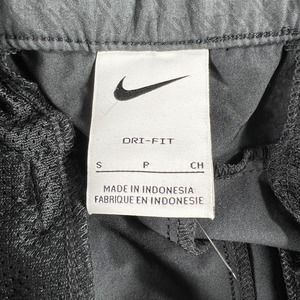 DRI-FIT
S P CH
MADE IN INDONESIA
FABRIQUE EN INDONESIE